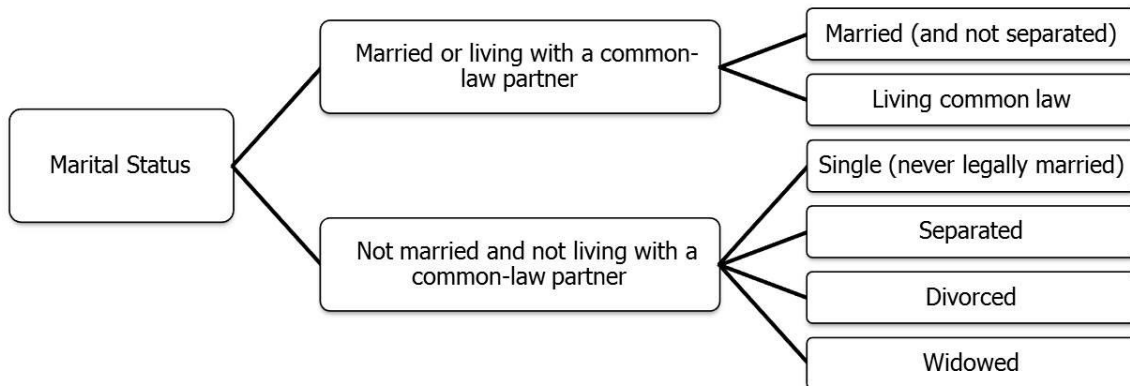 Marital Status
Married or living with a common-
law partner
Not married and not living with a
common-law partner
Married (and not separated)
Living common law
Single (never legally married)
Separated
Divorced
Widowed